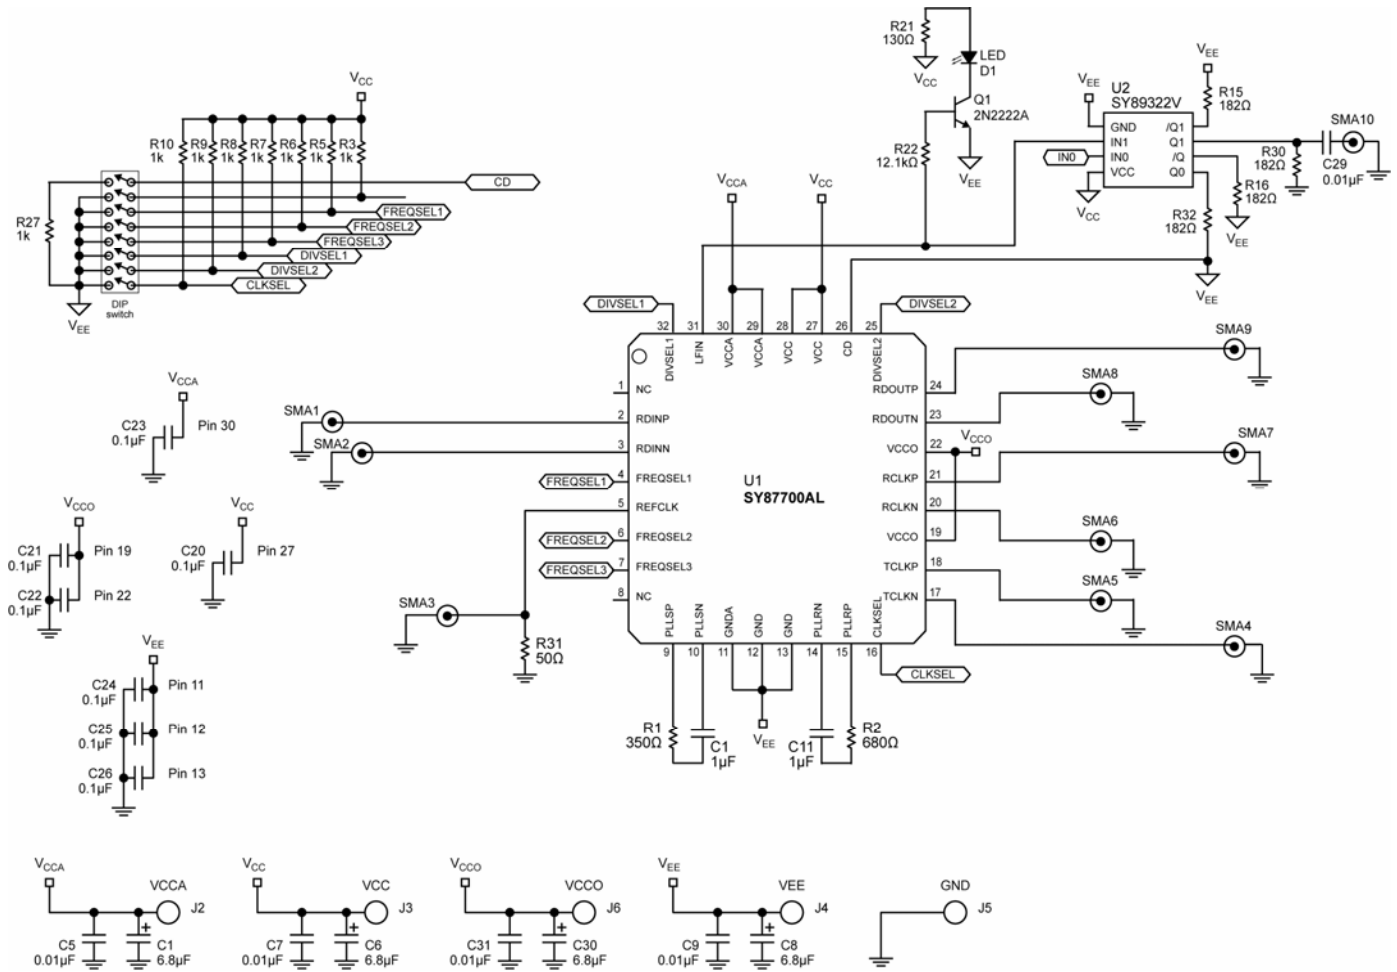 VCC
R10
1k
R9
1k
R8
1k
R7
1k
R6
1k
R5
1k
R3
1k
R27
1k
CD
FREQSEL1
FREQSEL2
FREQSEL3
DIVSEL1
DIVSEL2
CLKSEL
DIP
switch
VEE
R21
130Ω
VCC
LED
D1
Q1
2N2222A
R22
12.1kΩ
VEE
VEE
U2
SY89322V
GND
IN1
IN0
VCC
/Q1
Q1
/Q
Q0
IN0
VCC
VEE
R15
182Ω
R30
182Ω
R16
182Ω
VEE
R32
182Ω
VEE
SMA10
C29
0.01µF
VCCA
VCC
DIVSEL1
DIVSEL2
32
31
30
29
28
27
26
25
DIVSEL1
LFIN
VCCA
VCCA
VCC
VCC
CD
DIVSEL2
1
NC
2
RDINP
3
RDINN
4
FREQSEL1
5
REFCLK
6
FREQSEL2
7
FREQSEL3
8
NC
U1
SY87700AL
RDOUTP
24
RDOUTN
23
VCCO
22
RCLKP
21
RCLKN
20
VCCO
19
TCLKP
18
TCLKN
17
PLLSP
PLLSN
GNDA
GND
GND
PLLRN
PLLRP
CLKSEL
9
10
11
12
13
14
15
16
SMA1
SMA2
FREQSEL1
FREQSEL2
FREQSEL3
SMA3
R31
50Ω
R1
350Ω
C1
1µF
VEE
C11
1µF
R2
680Ω
CLKSEL
VCCO
SMA9
SMA8
SMA7
SMA6
SMA5
SMA4
VCCA
C23
0.1µF
Pin 30
VCCO
C21
0.1µF
Pin 19
C22
0.1µF
Pin 22
VCC
C20
0.1µF
Pin 27
VEE
C24
0.1µF
Pin 11
C25
0.1µF
Pin 12
C26
0.1µF
Pin 13
VCCA
VCCA
J2
C5
0.01µF
C1
6.8µF
VCC
VCC
J3
C7
0.01µF
C6
6.8µF
VCCO
VCCO
J6
C31
0.01µF
C30
6.8µF
VEE
VEE
J4
C9
0.01µF
C8
6.8µF
GND
J5